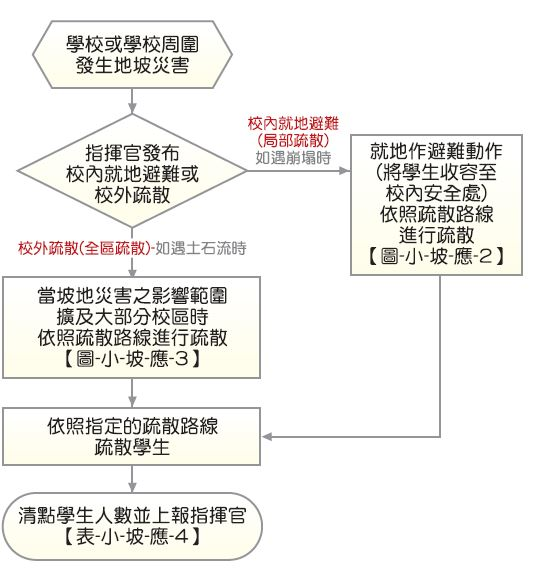 學校或學校周圍
發生地坡災害
指揮官發布
校內就地避難或
校外疏散
校內就地避難
(局部疏散)
如遇崩塌時
就地作避難動作
(將學生收容至
校內安全處)
依照疏散路線
進行疏散
【圖-小-坡-應-2】
校外疏散(全區疏散)-如遇土石流時
當坡地災害之影響範圍
擴及大部分校區時
依照疏散路線進行疏散
【圖-小-坡-應-3】
依照指定的疏散路線
疏散學生
清點學生人數並上報指揮官
【表-小-坡-應-4】